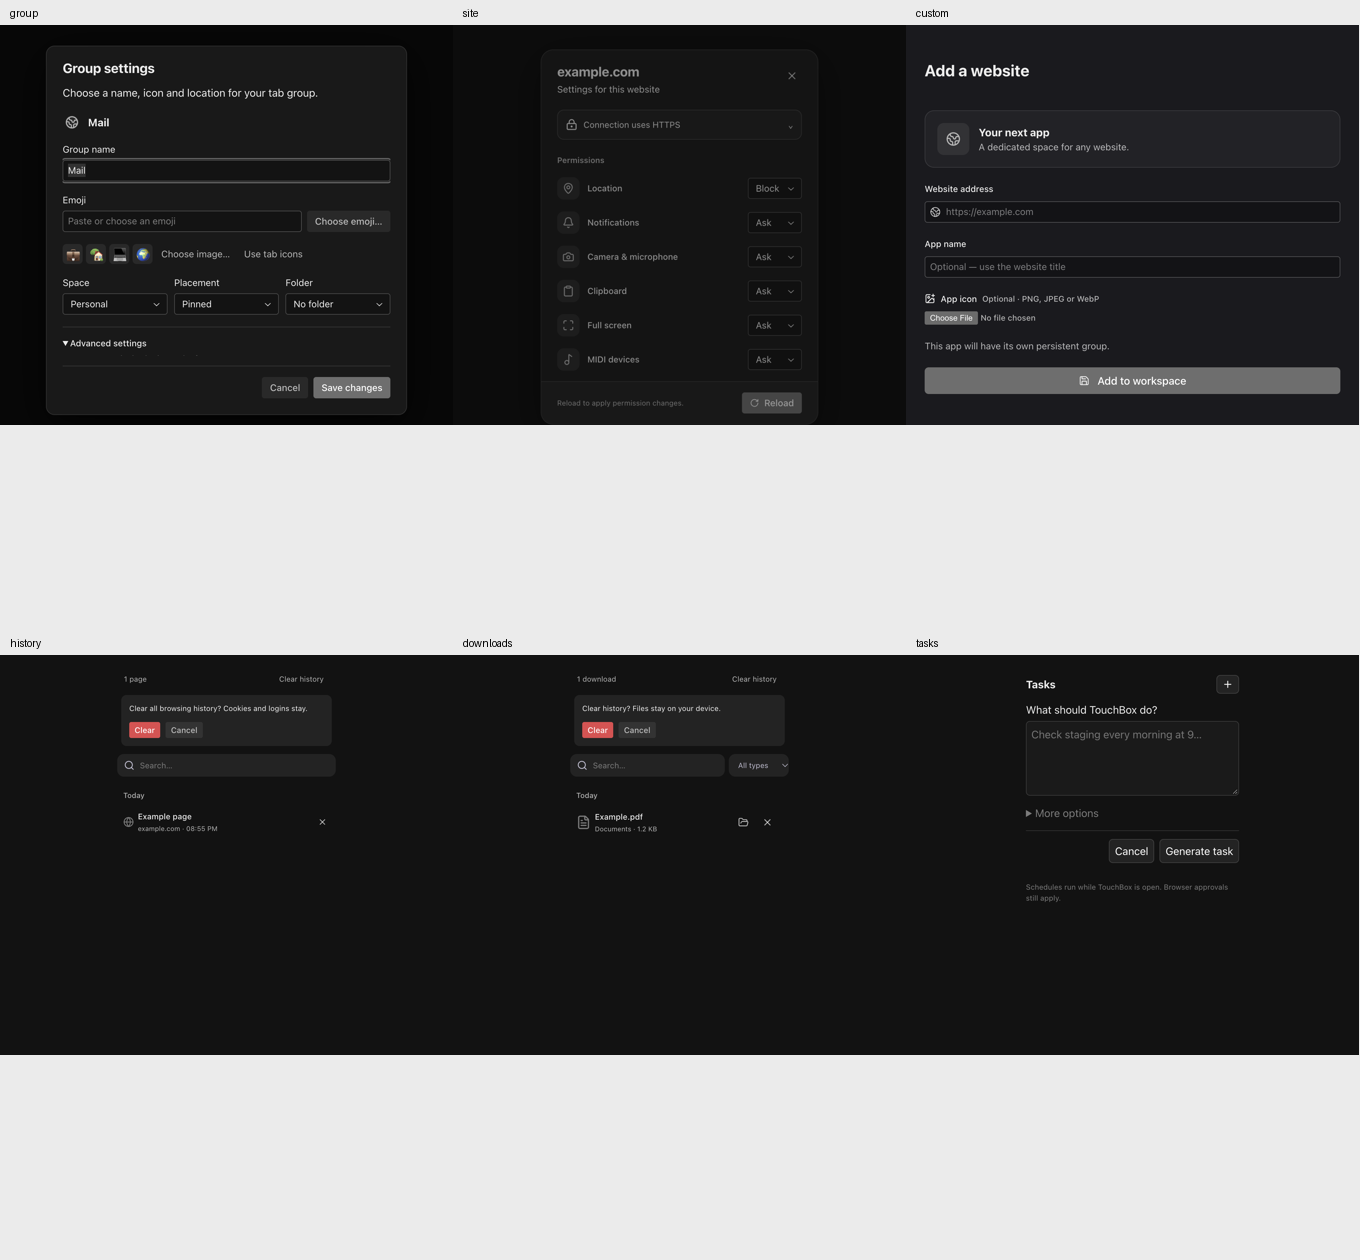 group
site
custom
Group settings
Choose a name, icon and location for your tab group.
Mail
Group name
Mail
Emoji
Paste or choose an emoji
Choose emoji...
Choose image...
Use tab icons
Space
Placement
Folder
Personal
Pinned
No folder
Advanced settings
Cancel
Save changes
example.com
Settings for this website
Connection uses HTTPS
Permissions
Location
Block
Notifications
Ask
Camera & microphone
Ask
Clipboard
Ask
Full screen
Ask
MIDI devices
Ask
Reload to apply permission changes.
Reload
Add a website
Your next app
A dedicated space for any website.
Website address
https://example.com
App name
Optional — use the website title
App icon Optional · PNG, JPEG or WebP
Choose File No file chosen
This app will have its own persistent group.
Add to workspace
history
downloads
tasks
1 page
Clear history
Clear all browsing history? Cookies and logins stay.
Clear
Cancel
Search...
Today
Example page
example.com · 08:55 PM
1 download
Clear history
Clear history? Files stay on your device.
Clear
Cancel
Search...
All types
Today
Example.pdf
Documents · 1.2 KB
Tasks
What should TouchBox do?
Check staging every morning at 9...
More options
Cancel
Generate task
Schedules run while TouchBox is open. Browser approvals
still apply.